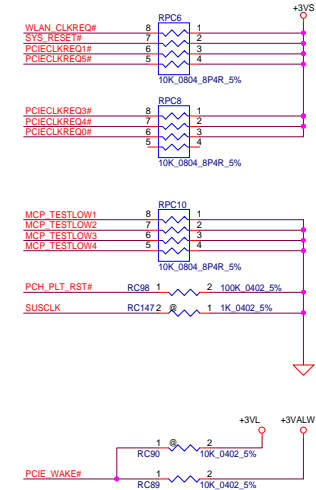 +3VS
RPC6
WLAN_CLKREQ# 8 1
SYS_RESET# 7 2
PCIECLKREQ1# 6 3
PCIECLKREQ5# 5 4
10K_0804_8P4R_5%
RPC8
PCIECLKREQ3# 8 1
PCIECLKREQ4# 7 2
PCIECLKREQ0# 6 3
5 4
10K_0804_8P4R_5%
RPC10
MCP_TESTLOW1 8 1
MCP_TESTLOW2 7 2
MCP_TESTLOW3 6 3
MCP_TESTLOW4 5 4
10K_0804_8P4R_5%
PCH_PLT_RST# RC98 1 2 100K_0402_5%
SUSCLK RC147 2 @ 1 1K_0402_5%
+3VL +3VALW
1 @ 2
RC90 10K_0402_5%
PCIE_WAKE# 1 2
RC89 10K_0402_5%